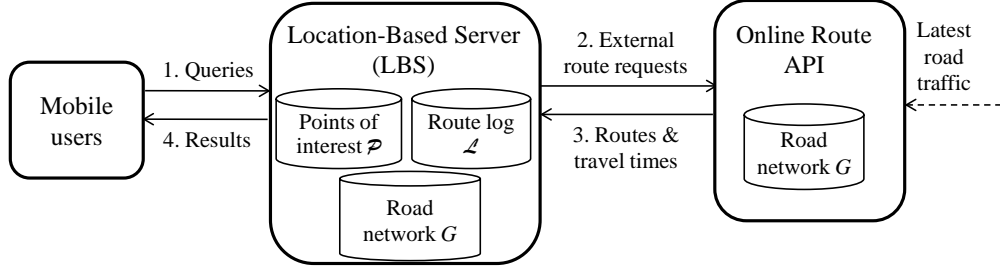 Mobile
users
1. Queries
4. Results
Location-Based Server
(LBS)
Points of
interest 𝒫
Route log
ℒ
Road
network G
2. External
route requests
3. Routes &
travel times
Online Route
API
Road
network G
Latest
road
traffic